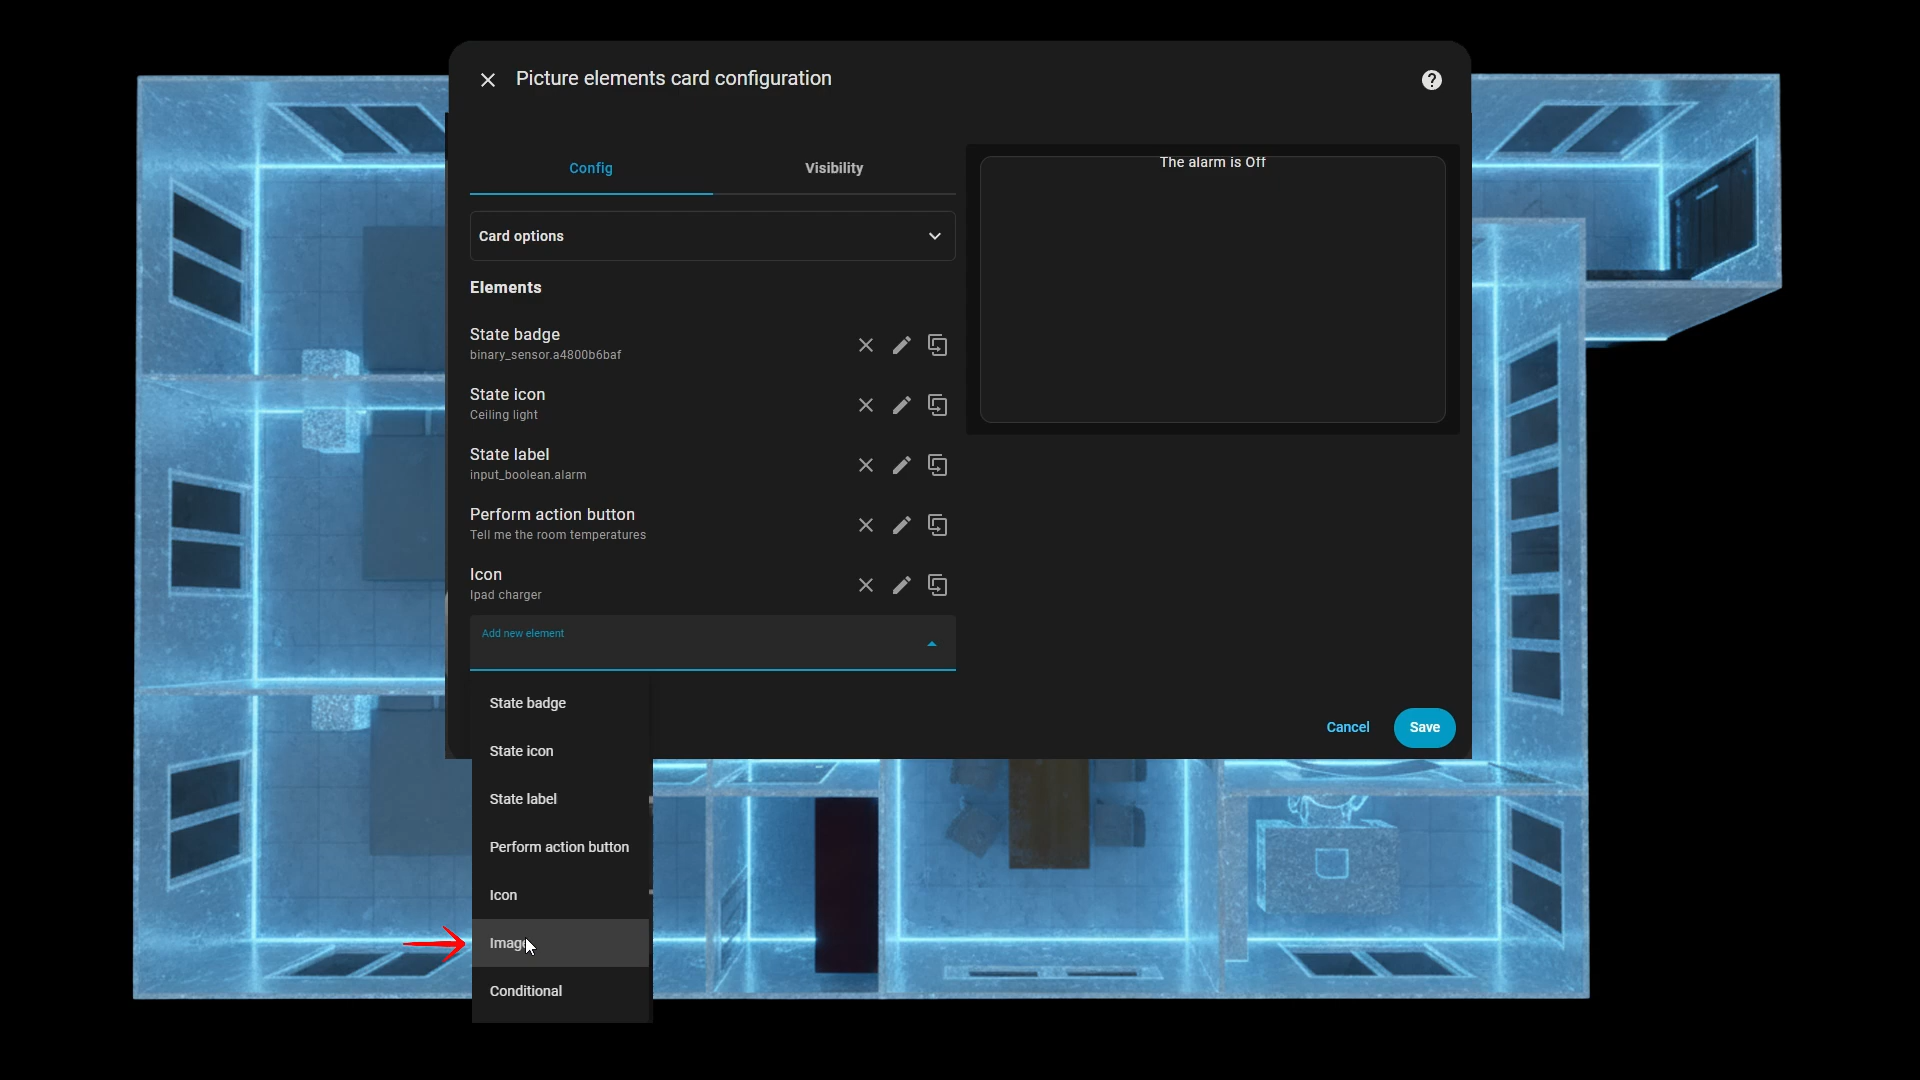 Picture elements card configuration
Config
Visibility
The alarm is Off
Card options
Elements
State badge
binary_sensor.a4800b6baf
State icon
Ceiling light
State label
input_boolean.alarm
Perform action button
Tell me the room temperatures
Icon
Ipad charger
Add new element
State badge
State icon
State label
Perform action button
Icon
Image
Conditional
Cancel
Save